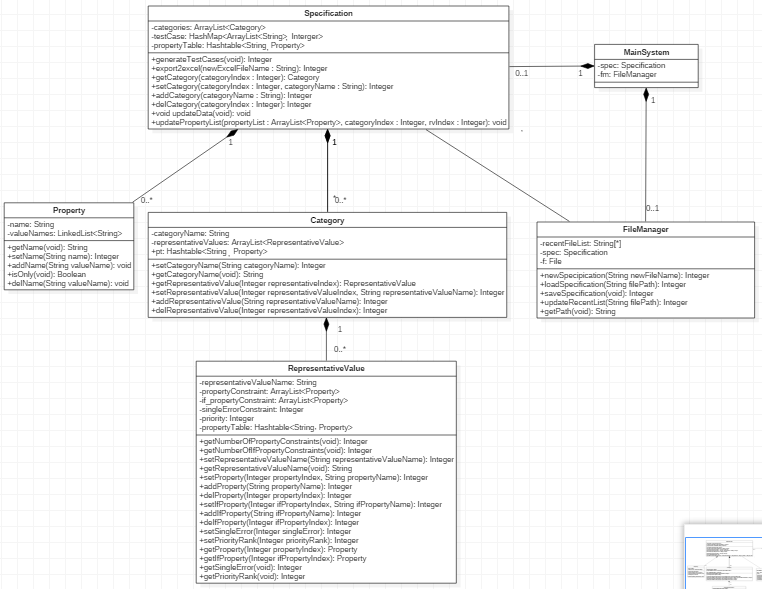 Specification
-categories: ArrayList<Category>
-testCase: HashMap<ArrayList<String>, Interger>
-propertyTable: Hashtable<String, Property>
+generateTestCases(void): Integer
+export2excel(newExcelFileName : String): Integer
+getCategory(categoryIndex : Integer): Category
+setCategory(categoryIndex : Integer, categoryName : String): Integer
+addCategory(categoryName : String): Integer
+delCategory(categoryIndex : Integer): Integer
+void updateData(void): void
+updatePropertyList(propertyList : ArrayList<Property>, categoryIndex : Integer, rvIndex : Integer): void
MainSystem
-spec: Specification
-fm: FileManager
0..1
1
1
1
1
0..*
*0..*
0..1
Property
-name: String
-valueNames: LinkedList<String>
+getName(void): String
+setName(String name): Integer
+addName(String valueName): void
+isOnly(void): Boolean
+delName(String valueName): void
Category
-categoryName: String
-representativeValues: ArrayList<RepresentativeValue>
+pt: Hashtable<String, Property>
+setCategoryName(String categoryName): Integer
+getCategoryName(void): String
+getRepresentativeValue(Integer representativeIndex): RepresentativeValue
+setRepresentativeValue(Integer representativeValueIndex, String representativeValueName): Integer
+addRepresentativeValue(String representativeValueName): Integer
+delRepresentativeValue(Integer representativeValueIndex): Integer
FileManager
-recentFileList: String[*]
-spec: Specification
-f: File
+newSpecipication(String newFileName): Integer
+loadSpecification(String filePath): Integer
+saveSpecification(void): Integer
+updateRecentList(String filePath): Integer
+getPath(void): String
1
0..*
RepresentativeValue
-representativeValueName: String
-propertyConstraint: ArrayList<Property>
-if_propertyConstraint: ArrayList<Property>
-singleErrorConstraint: Integer
-priority: Integer
-propertyTable: Hashtable<String, Property>
+getNumberOfPropertyConstraints(void): Integer
+getNumberOfIfPropertyConstraints(void): Integer
+setRepresentativeValueName(String representativeValueName): Integer
+getRepresentativeValueName(void): String
+setProperty(Integer propertyIndex, String propertyName): Integer
+addProperty(String propertyName): Integer
+delProperty(Integer propertyIndex): Integer
+setIfProperty(Integer ifPropertyIndex, String ifPropertyName): Integer
+addIfProperty(String ifPropertyName): Integer
+delfProperty(Integer ifPropertyIndex): Integer
+setSingleError(Integer singleError): Integer
+setPriorityRank(Integer priorityRank): Integer
+getProperty(Integer propertyIndex): Property
+getIfProperty(Integer ifPropertyIndex): Property
+getSingleError(void): Integer
+getPriorityRank(void): Integer